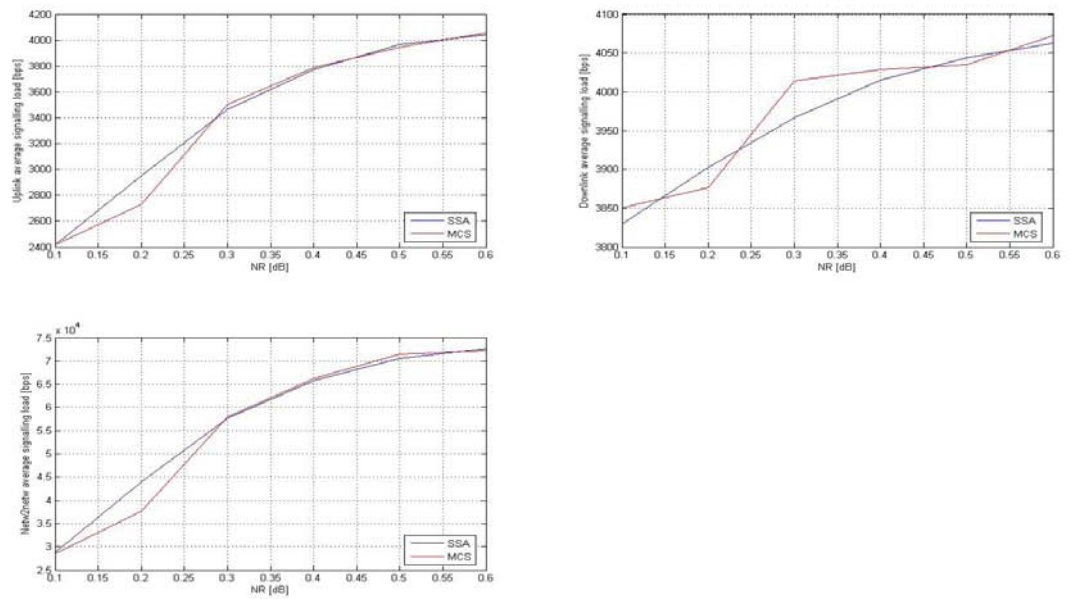 4200
4000
3800
3600
3400
3200
3000
2800
2600
2400
Uplink average signalling load [bps]
0.1 0.15 0.2 0.25 0.3 0.35 0.4 0.45 0.5 0.55 0.6
NR [dB]
SSA
MCS
4100
4050
4000
3950
3900
3850
3800
Downlink average signalling load [bps]
0.1 0.15 0.2 0.25 0.3 0.35 0.4 0.45 0.5 0.55 0.6
NR [dB]
SSA
MCS
x 10^4
7.5
7
6.5
6
5.5
5
4.5
4
3.5
3
2.5
Netw2netw average signalling load [bps]
0.1 0.15 0.2 0.25 0.3 0.35 0.4 0.45 0.5 0.55 0.6
NR [dB]
SSA
MCS